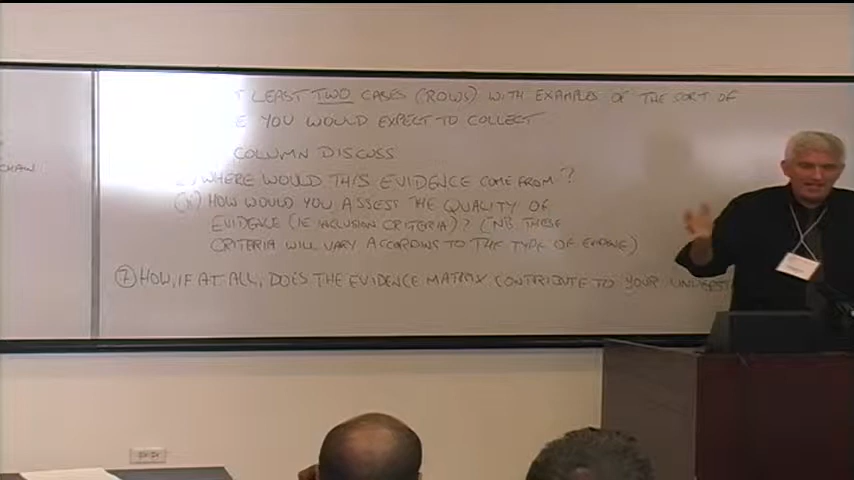 LEAST TWO CASES (ROWS) WITH EXAMPLES OF THE SORT OF
E YOU WOULD EXPECT TO COLLECT
COLUMN DISCUSS
WHERE WOULD THIS EVIDENCE COME FROM?
HOW WOULD YOU ASSESS THE QUALITY OF
EVIDENCE (IE INCLUSION CRITERIA)? (NB THESE
CRITERIA WILL VARY ACCORDING TO THE TYPE OF
⑦ HOW, IF AT ALL, DOES THE EVIDENCE MATRIX CONTRIBUTE TO YOUR UNDERST